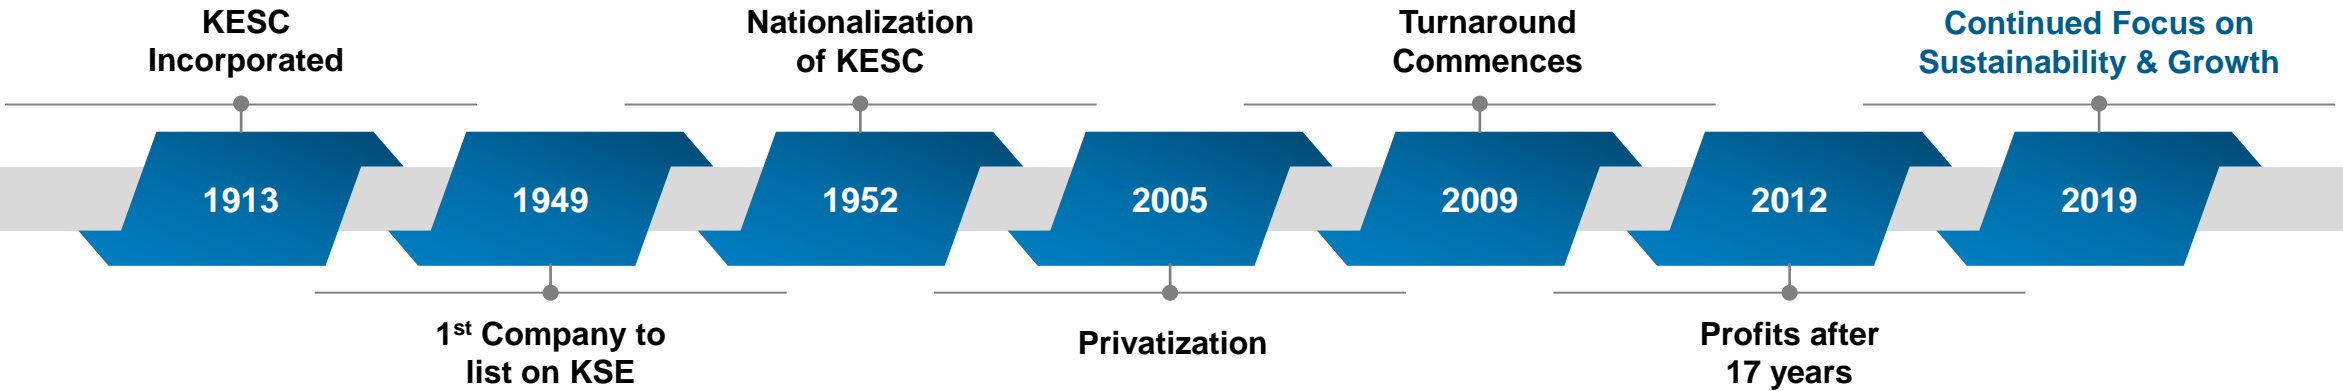 KESC
Incorporated
Nationalization
of KESC
Turnaround
Commences
Continued Focus on
Sustainability & Growth
1913
1949
1952
2005
2009
2012
2019
1st Company to
list on KSE
Privatization
Profits after
17 years